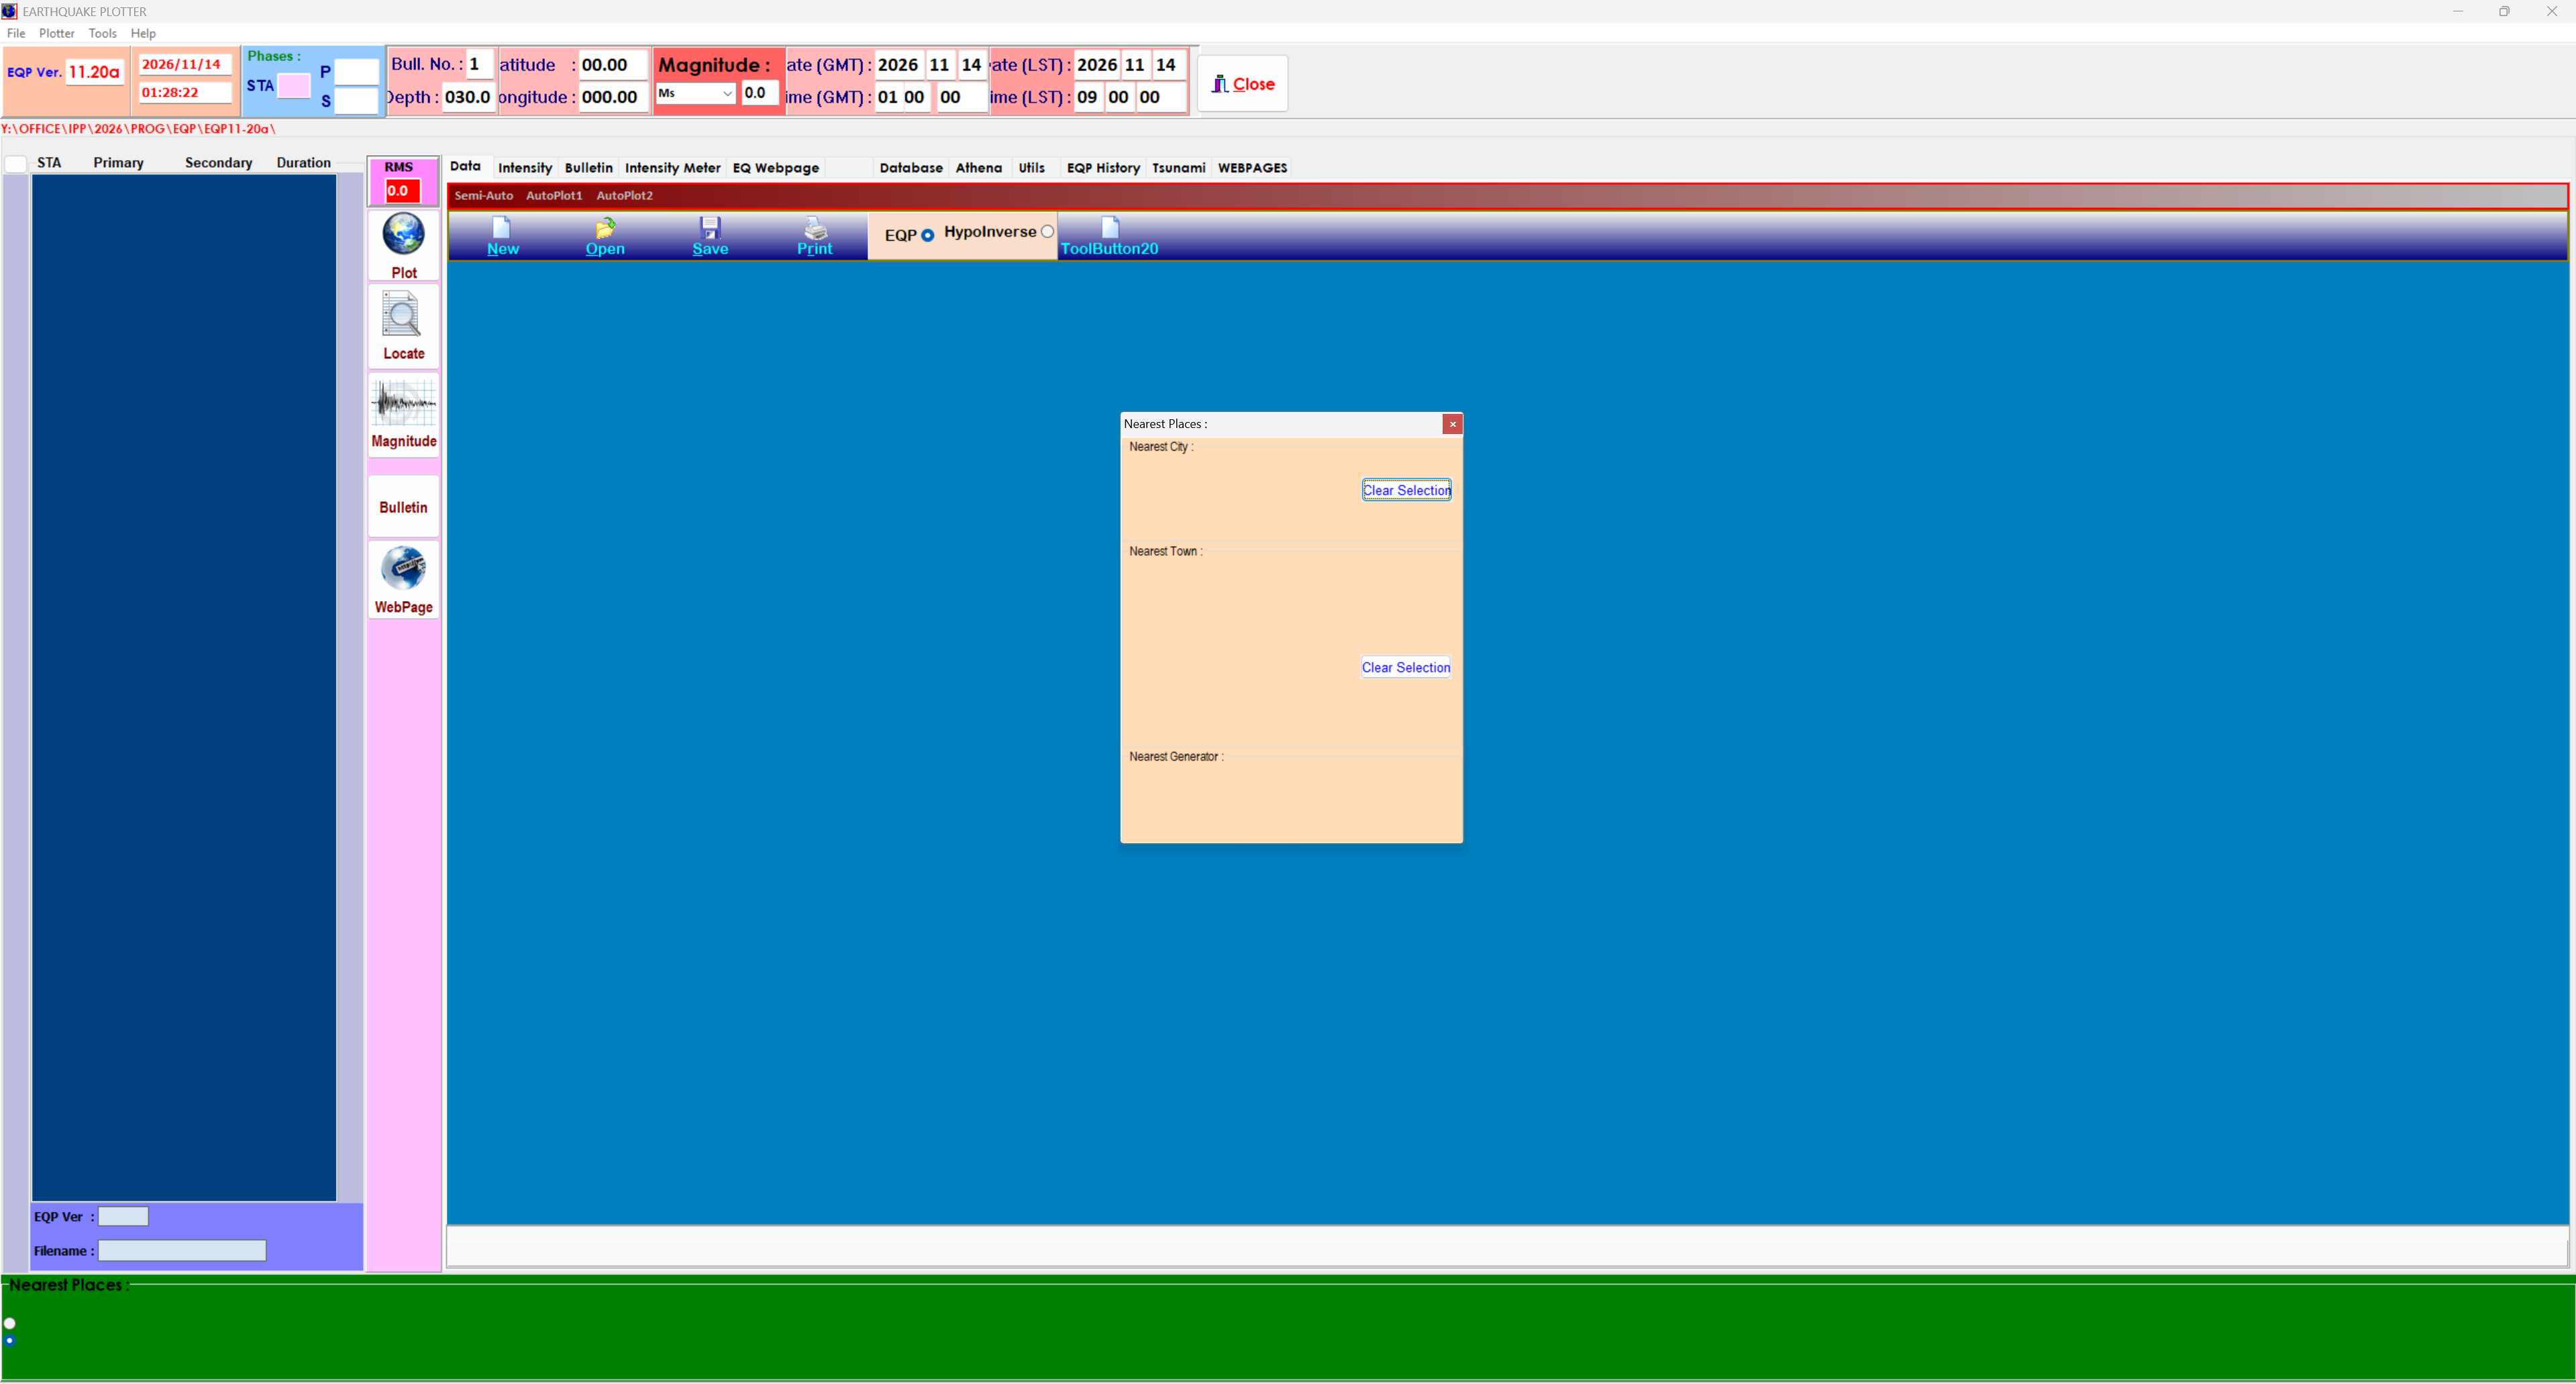 EARTHQUAKE PLOTTER
File Plotter Tools Help
EQP Ver. 11.20a
2026/11/14
01:28:22
Phases :
STA
P
S
Bull. No. : 1
Depth : 030.0
atitude : 00.00
ongitude : 000.00
Magnitude :
Ms 0.0
ate (GMT) : 2026 11 14
ime (GMT) : 01 00 00
ate (LST) : 2026 11 14
ime (LST) : 09 00 00
Close
Y:\OFFICE\IPP\2026\PROG\EQP\EQP11-20a\
STA Primary Secondary Duration
RMS
0.0
Plot
Locate
Magnitude
Bulletin
WebPage
Data Intensity Bulletin Intensity Meter EQ Webpage Database Athena Utils EQP History Tsunami WEBPAGES
Semi-Auto AutoPlot1 AutoPlot2
New Open Save Print EQP HypoInverse ToolButton20
Nearest Places :
Nearest City :
Clear Selection
Nearest Town :
Clear Selection
Nearest Generator :
EQP Ver :
Filename :
Nearest Places :